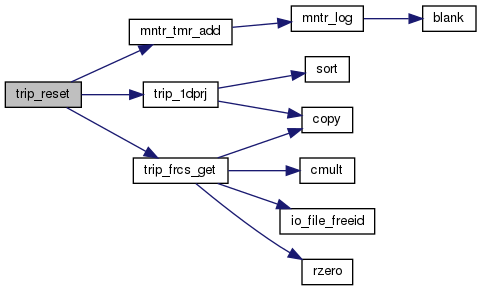 trip_reset
mntr_tmr_add
mntr_log
blank
trip_1dprj
sort
copy
trip_frcs_get
cmult
io_file_freeid
rzero